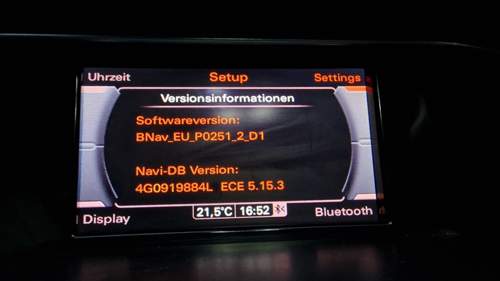 Uhrzeit Setup Settings
Versionsinformationen
Softwareversion:
BNav_EU_P0251_2_D1
Navi-DB Version:
4G0919884L ECE 5.15.3
Display 21,5°C 16:52 Bluetooth